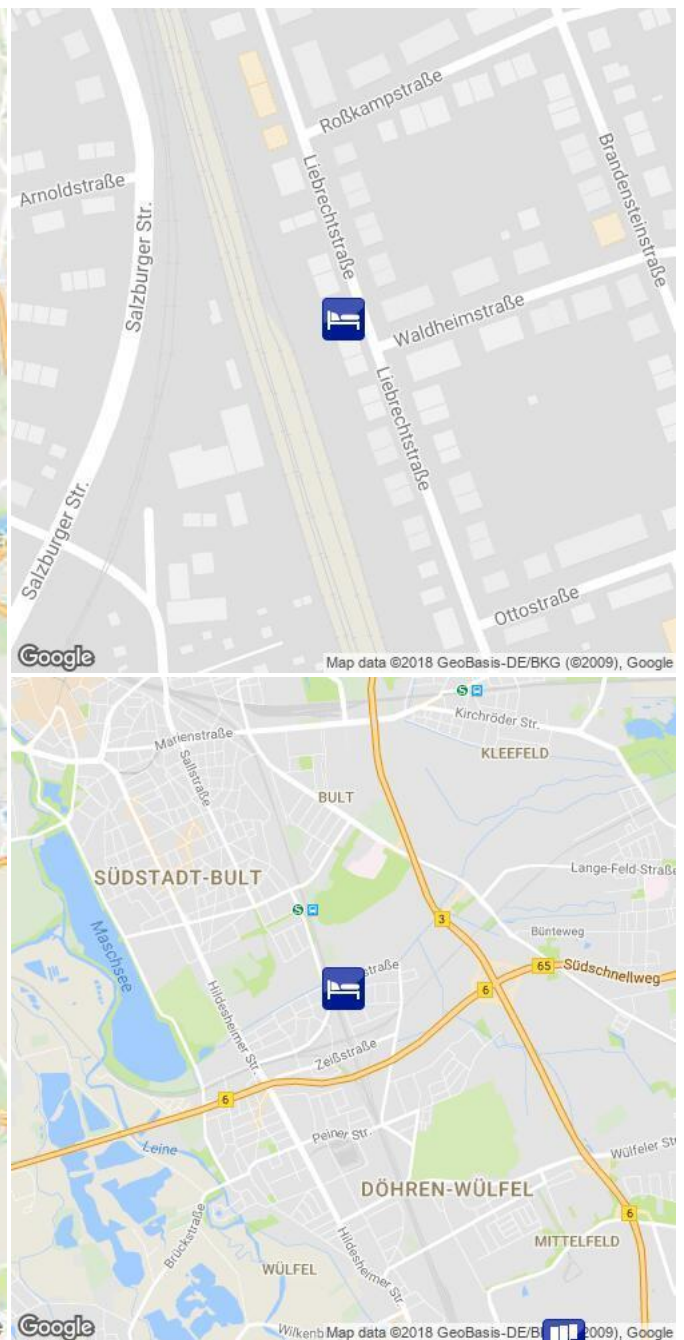 Roßkampstraße
Liebrechtstraße
Brandensteinstraße
Arnoldstraße
Salzburger Str.
Waldheimstraße
Liebrechtstraße
Salzburger Str.
Ottostraße
Google
Map data ©2018 GeoBasis-DE/BKG (©2009), Google
S
Kirchröder Str.
Marienstraße
KLEEFELD
Sallstraße
BULT
SÜDSTADT-BULT
Lange-Feld-Straße
S
3
Maschsee
Bünteweg
65
Südschnellweg
straße
6
Hildesheimer Str.
Zeißstraße
6
Peiner Str.
Leine
Wülfeler
DÖHREN-WÜLFEL
6
Brückstraße
MITTELFELD
Hildesheimer Str.
WÜLFEL
Google
Wilkenb
Map data ©2018 GeoBasis-DE/B
2009), Google